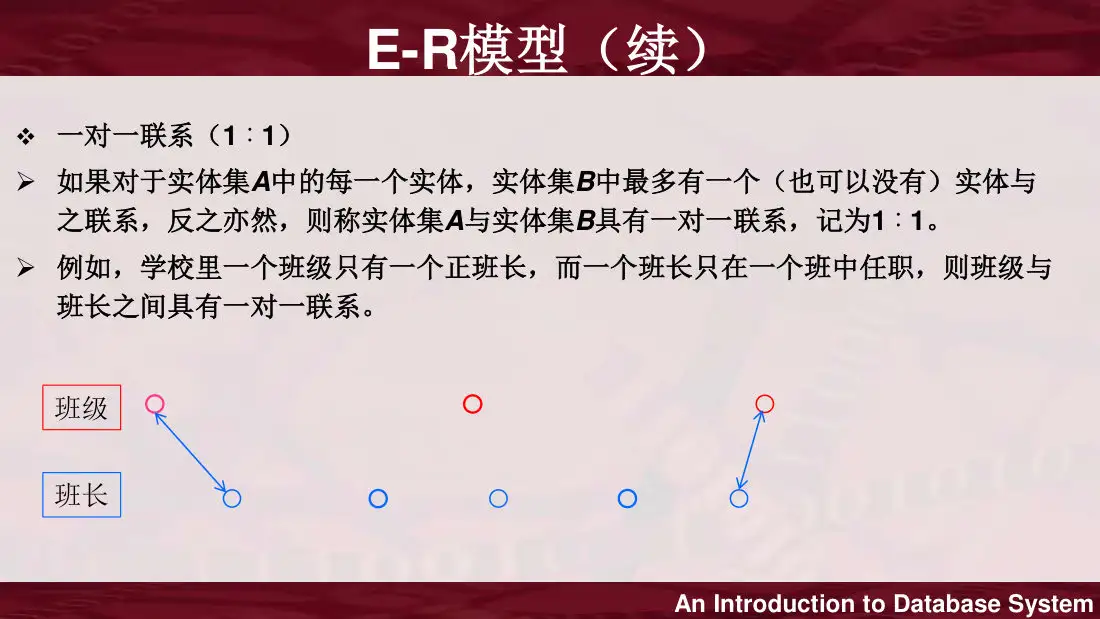 E-R模型（续）
❖ 一对一联系（1∶1）
➢ 如果对于实体集A中的每一个实体，实体集B中最多有一个（也可以没有）实体与
之联系，反之亦然，则称实体集A与实体集B具有一对一联系，记为1∶1。
➢ 例如，学校里一个班级只有一个正班长，而一个班长只在一个班中任职，则班级与
班长之间具有一对一联系。
班级
班长
An Introduction to Database System